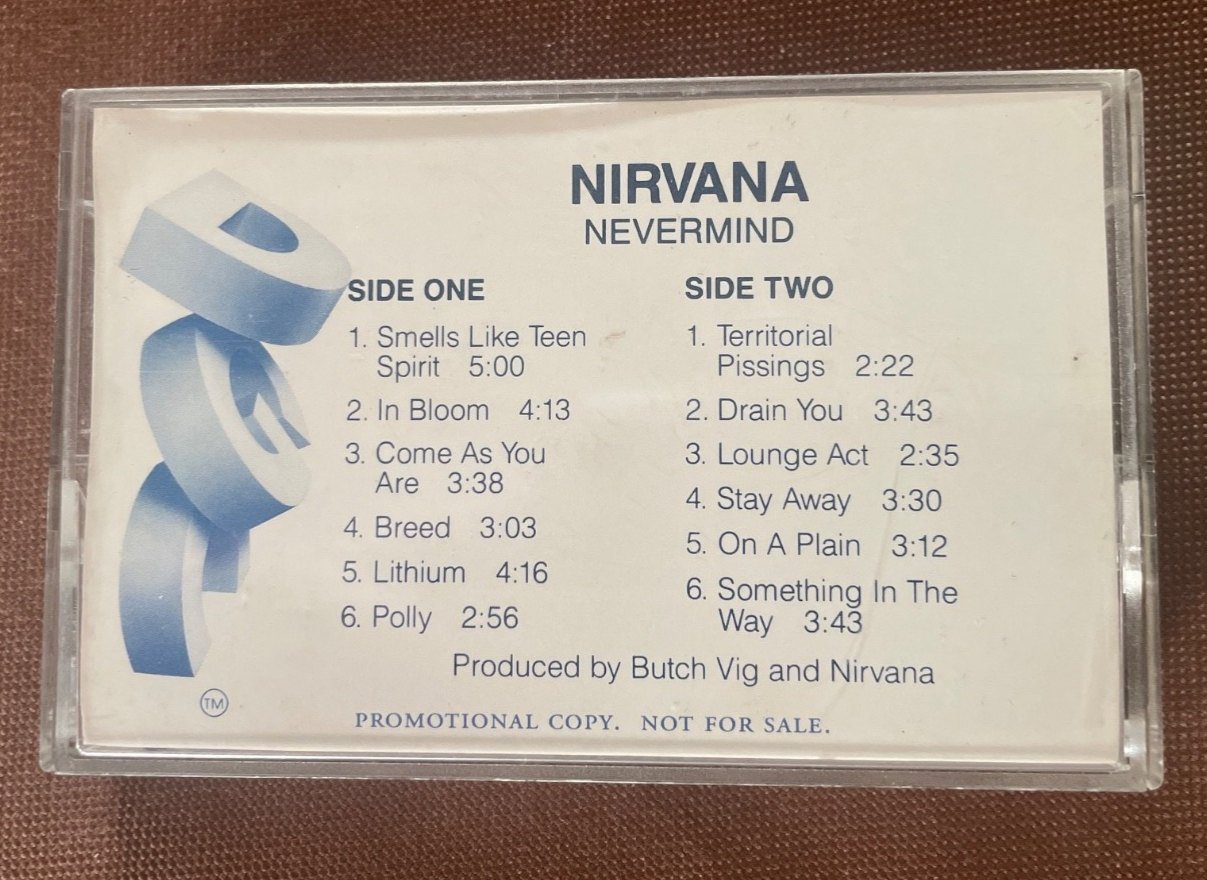 NIRVANA
NEVERMIND
SIDE ONE
1. Smells Like Teen
Spirit 5:00
2. In Bloom 4:13
3. Come As You
Are 3:38
4. Breed 3:03
5. Lithium 4:16
6. Polly 2:56
SIDE TWO
1. Territorial
Pissings 2:22
2. Drain You 3:43
3. Lounge Act 2:35
4. Stay Away 3:30
5. On A Plain 3:12
6. Something In The
Way 3:43
Produced by Butch Vig and Nirvana
TM
PROMOTIONAL COPY. NOT FOR SALE.